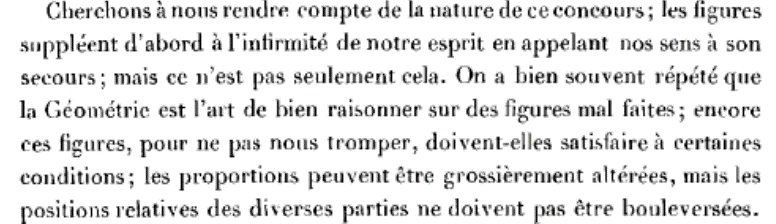 Cherchons à nous rendre compte de la nature de ce concours; les figures
suppléent d'abord à l'infirmité de notre esprit en appelant nos sens à son
secours; mais ce n'est pas seulement cela. On a bien souvent répété que
la Géométrie est l'art de bien raisonner sur des figures mal faites; encore
ces figures, pour ne pas nous tromper, doivent-elles satisfaire à certaines
conditions; les proportions peuvent être grossièrement altérées, mais les
positions relatives des diverses parties ne doivent pas être bouleversées.